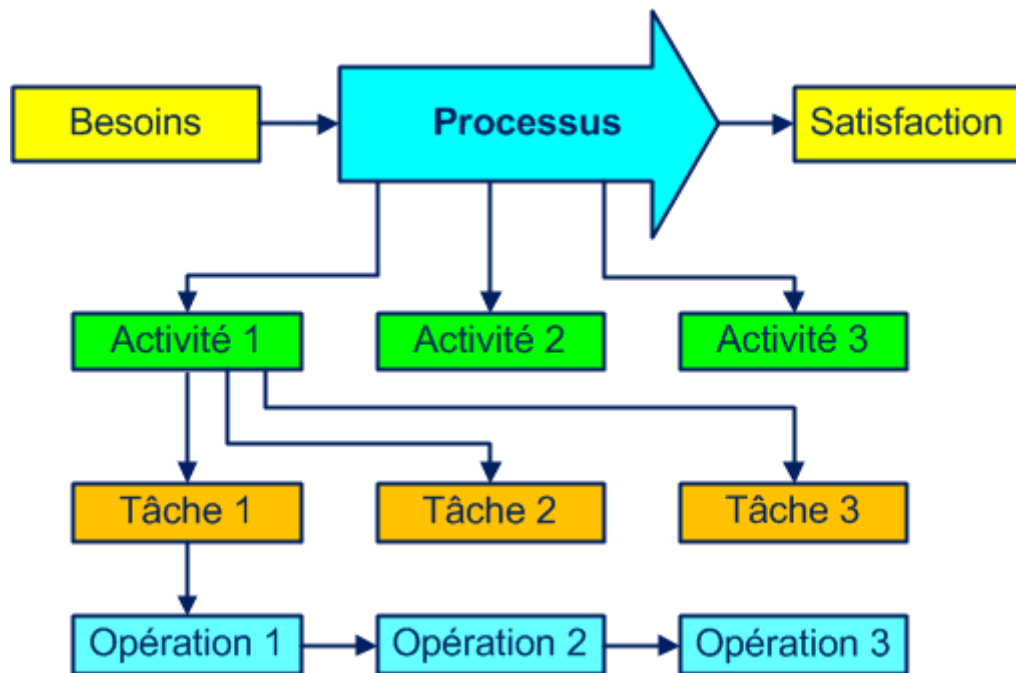 Besoins
Processus
Satisfaction
Activité 1
Activité 2
Activité 3
Tâche 1
Tâche 2
Tâche 3
Opération 1
Opération 2
Opération 3